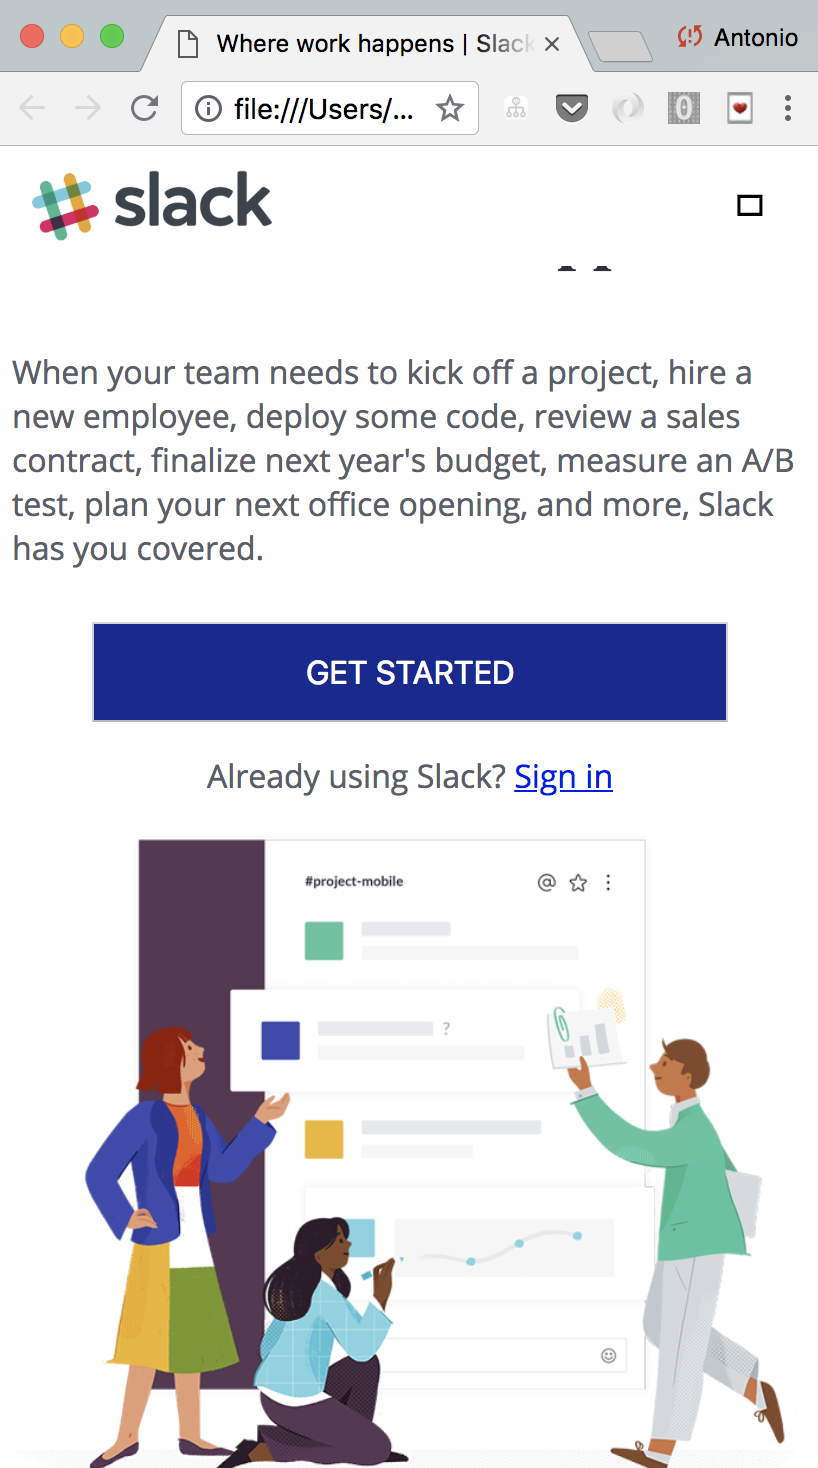 Where work happens | Slack
Antonio
file:///Users/...
slack
When your team needs to kick off a project, hire a
new employee, deploy some code, review a sales
contract, finalize next year's budget, measure an A/B
test, plan your next office opening, and more, Slack
has you covered.
GET STARTED
Already using Slack? Sign in
#project-mobile
?